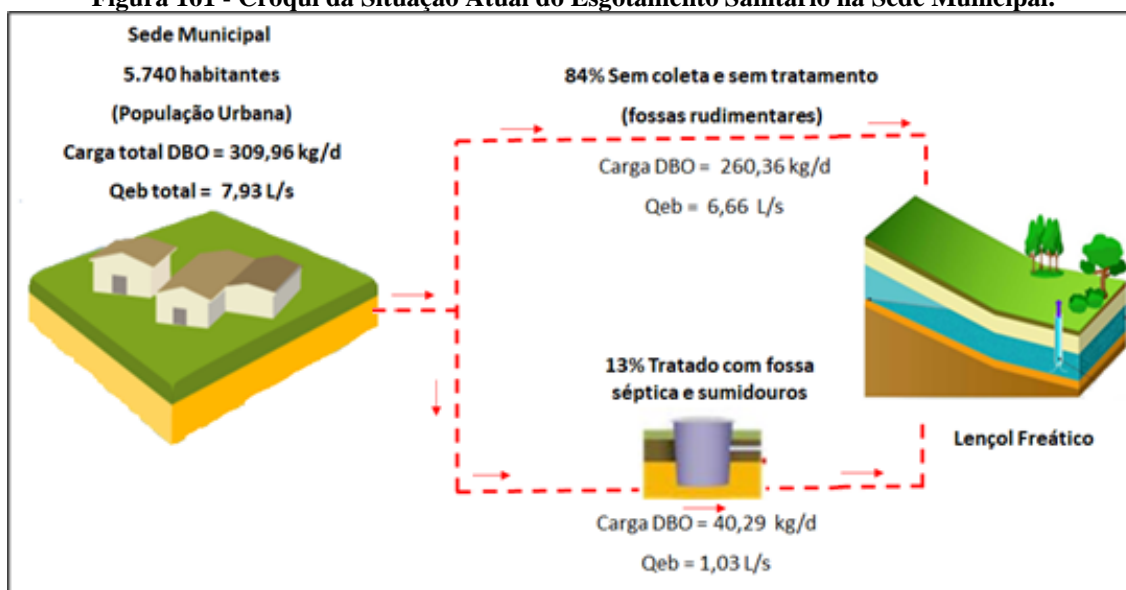 Figura 101 - Croqui da Situação Atual do Esgotamento Sanitário na Sede Municipal.
Sede Municipal
5.740 habitantes
(População Urbana)
Carga total DBO = 309,96 kg/d
Qeb total = 7,93 L/s
84% Sem coleta e sem tratamento
(fossas rudimentares)
Carga DBO = 260,36 kg/d
Qeb = 6,66 L/s
13% Tratado com fossa
séptica e sumidouros
Carga DBO = 40,29 kg/d
Qeb = 1,03 L/s
Lençol Freático